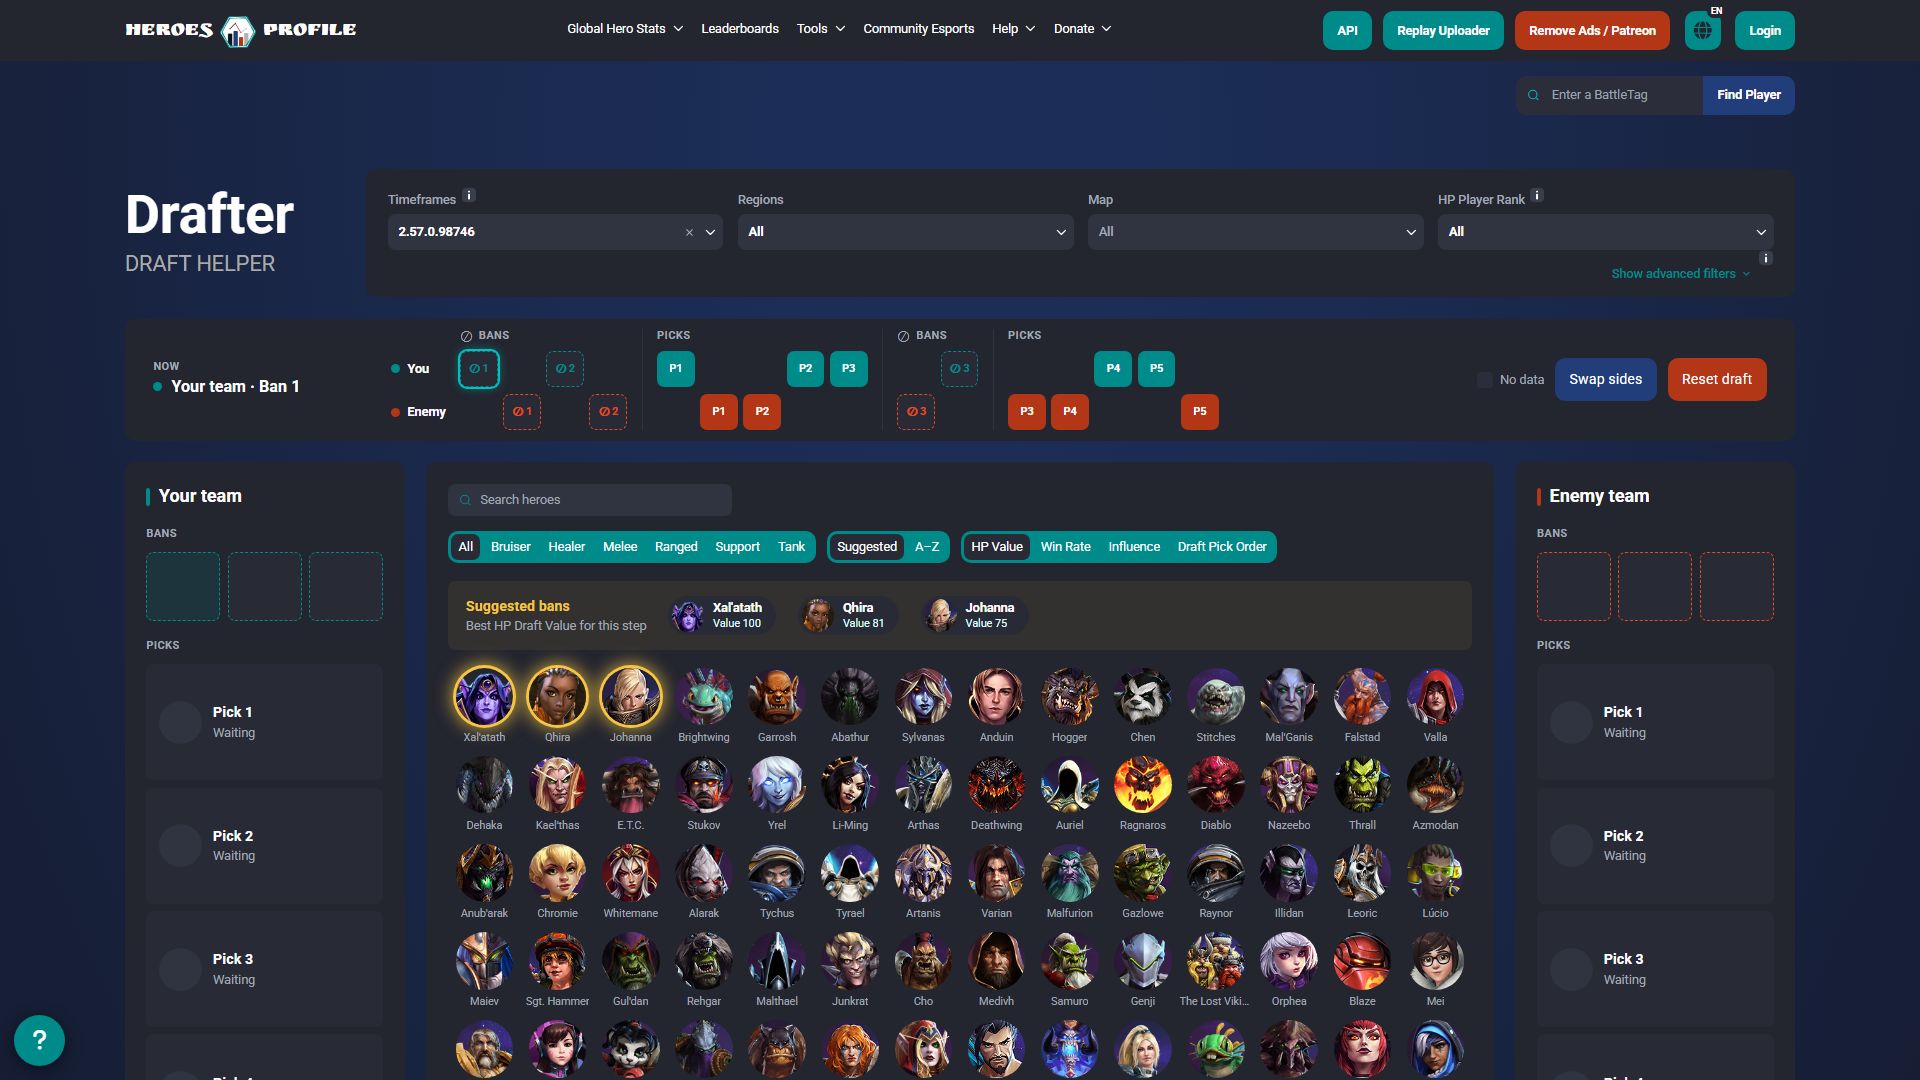 HEROES PROFILE
Global Hero Stats
Leaderboards
Tools
Community Esports
Help
Donate
API
Replay Uploader
Remove Ads / Patreon
EN
Login
Enter a BattleTag
Find Player
Drafter
DRAFT HELPER
Timeframes
2.57.0.98746
Regions
All
Map
All
HP Player Rank
All
Show advanced filters
NOW
Your team · Ban 1
You
Enemy
BANS
1
2
1
2
PICKS
P1
P2
P3
P1
P2
BANS
3
3
PICKS
P4
P5
P3
P4
P5
No data
Swap sides
Reset draft
Your team
BANS
PICKS
Pick 1
Waiting
Pick 2
Waiting
Pick 3
Waiting
Search heroes
All
Bruiser
Healer
Melee
Ranged
Support
Tank
Suggested
A–Z
HP Value
Win Rate
Influence
Draft Pick Order
Suggested bans
Best HP Draft Value for this step
Xal'atath
Value 100
Qhira
Value 81
Johanna
Value 75
Xal'atath
Qhira
Johanna
Brightwing
Garrosh
Abathur
Sylvanas
Anduin
Hogger
Chen
Stitches
Mal'Ganis
Falstad
Valla
Dehaka
Kael'thas
E.T.C.
Stukov
Yrel
Li-Ming
Arthas
Deathwing
Auriel
Ragnaros
Diablo
Nazeebo
Thrall
Azmodan
Anub'arak
Chromie
Whitemane
Alarak
Tychus
Tyrael
Artanis
Varian
Malfurion
Gazlowe
Raynor
Illidan
Leoric
Lúcio
Maiev
Sgt. Hammer
Gul'dan
Rehgar
Malthael
Junkrat
Cho
Medivh
Samuro
Genji
The Lost Viki...
Orphea
Blaze
Mei
Enemy team
BANS
PICKS
Pick 1
Waiting
Pick 2
Waiting
Pick 3
Waiting
?